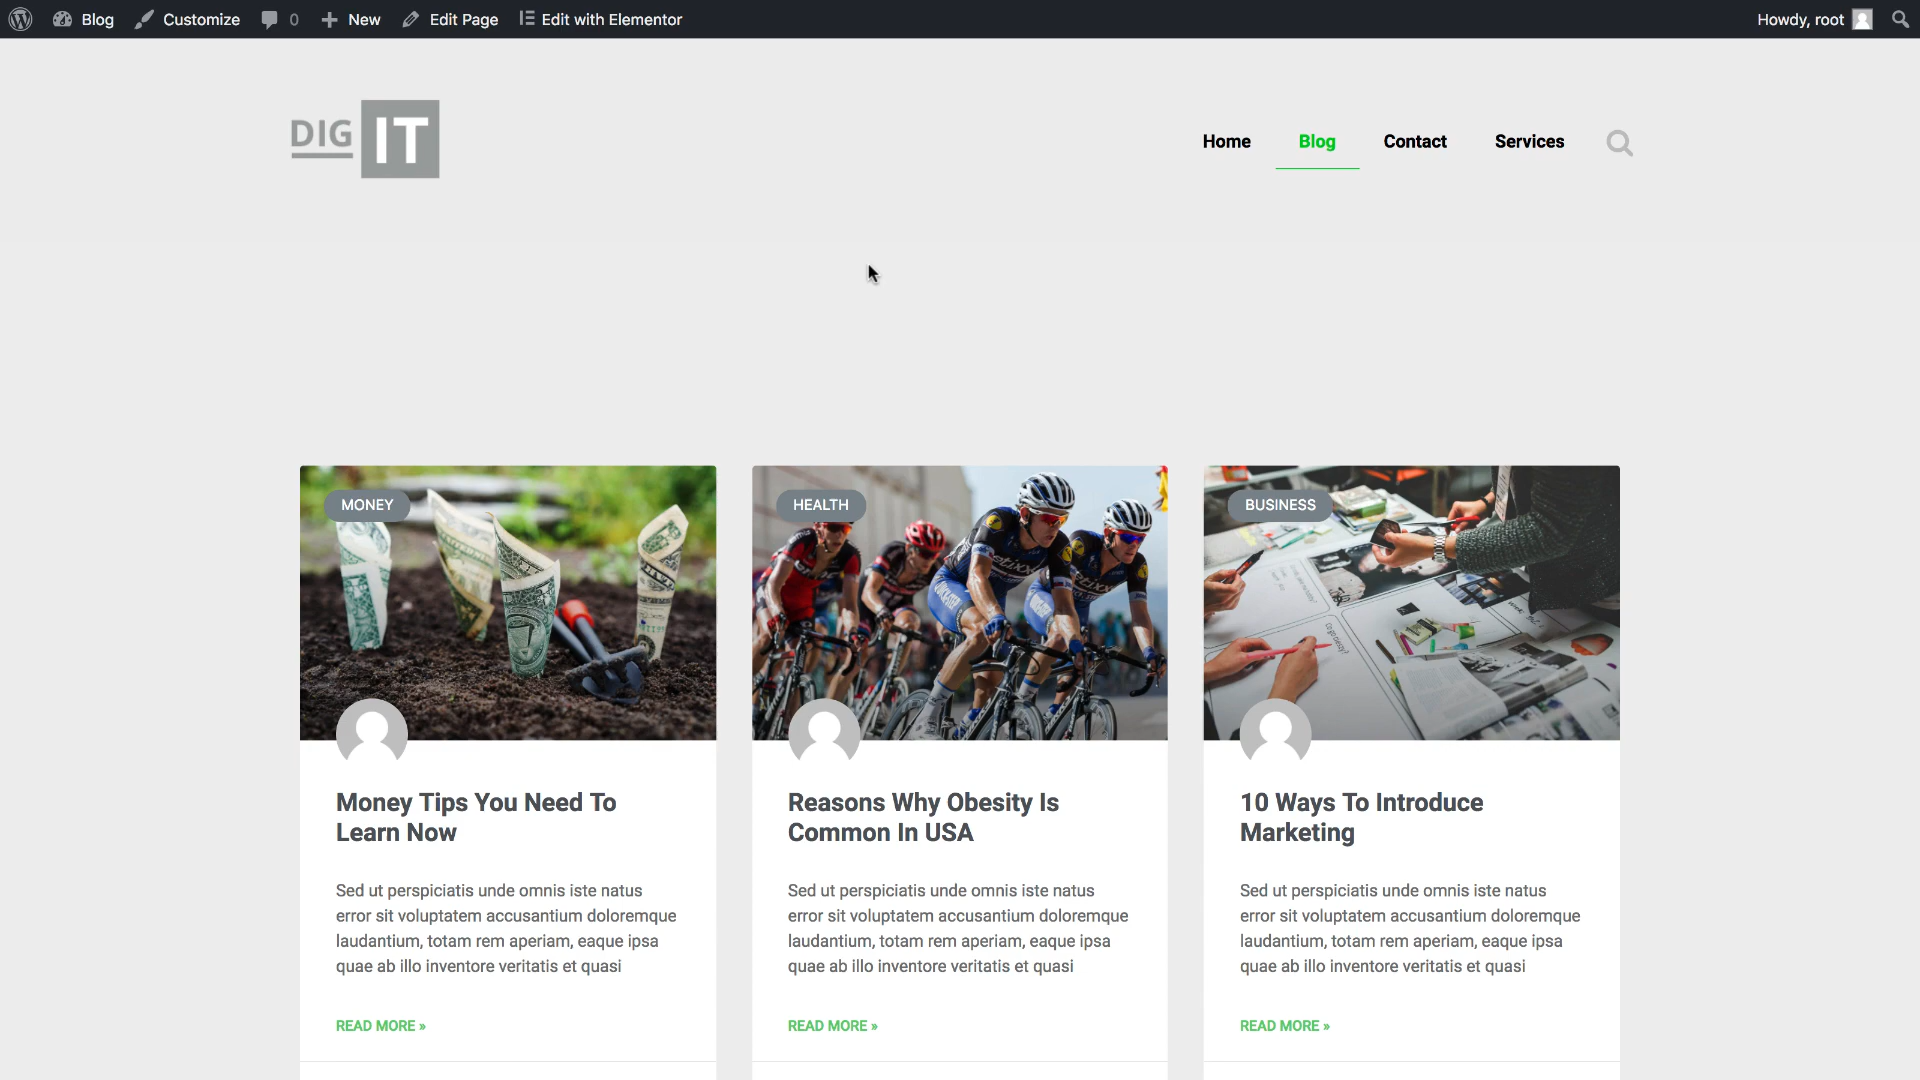 Blog Customize 0 New Edit Page Edit with Elementor Howdy, root
DIG IT
Home Blog Contact Services
MONEY
HEALTH
BUSINESS
Money Tips You Need To
Learn Now
Sed ut perspiciatis unde omnis iste natus
error sit voluptatem accusantium doloremque
laudantium, totam rem aperiam, eaque ipsa
quae ab illo inventore veritatis et quasi
READ MORE »
Reasons Why Obesity Is
Common In USA
Sed ut perspiciatis unde omnis iste natus
error sit voluptatem accusantium doloremque
laudantium, totam rem aperiam, eaque ipsa
quae ab illo inventore veritatis et quasi
READ MORE »
10 Ways To Introduce
Marketing
Sed ut perspiciatis unde omnis iste natus
error sit voluptatem accusantium doloremque
laudantium, totam rem aperiam, eaque ipsa
quae ab illo inventore veritatis et quasi
READ MORE »